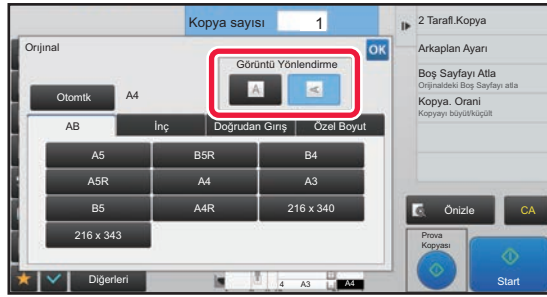 Kopya sayısı 1
Orıjınal
OK
Görüntü Yönlendirme
A A
Otomtk A4
AB İnç Doğrudan Gırış Özel Boyut
A5 B5R B4
A5R A4 A3
B5 A4R 216 x 340
216 x 343
Diğerleri
4 A3 A4
2 Tarafl.Kopya
Arkaplan Ayarı
Boş Sayfayı Atla
Orijinaldeki Boş Sayfayı atla
Kopya. Orani
Kopyayı büyüt/küçült
Önizle CA
Prova
Kopyası
Start